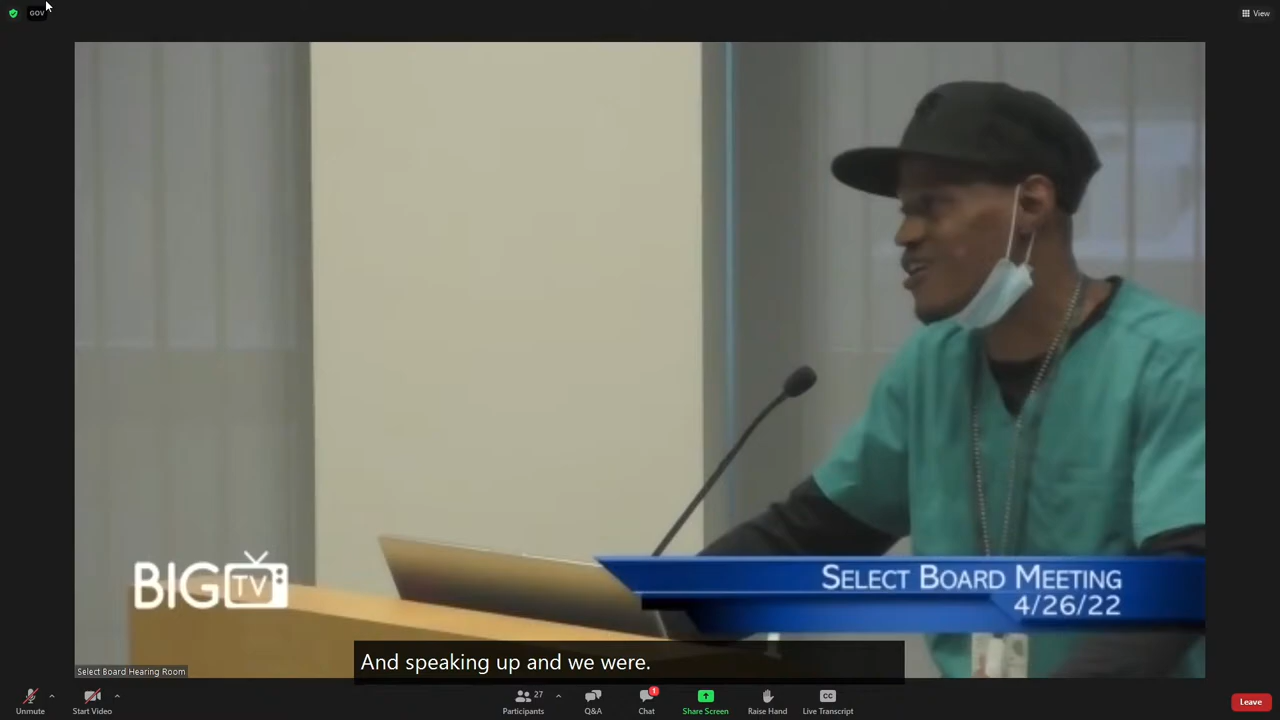 GOV
View
BIG TV
SELECT BOARD MEETING
4/26/22
And speaking up and we were.
Select Board Hearing Room
Unmute
Start Video
27
Participants
Q&A
1
Chat
Share Screen
Raise Hand
CC
Live Transcript
Leave